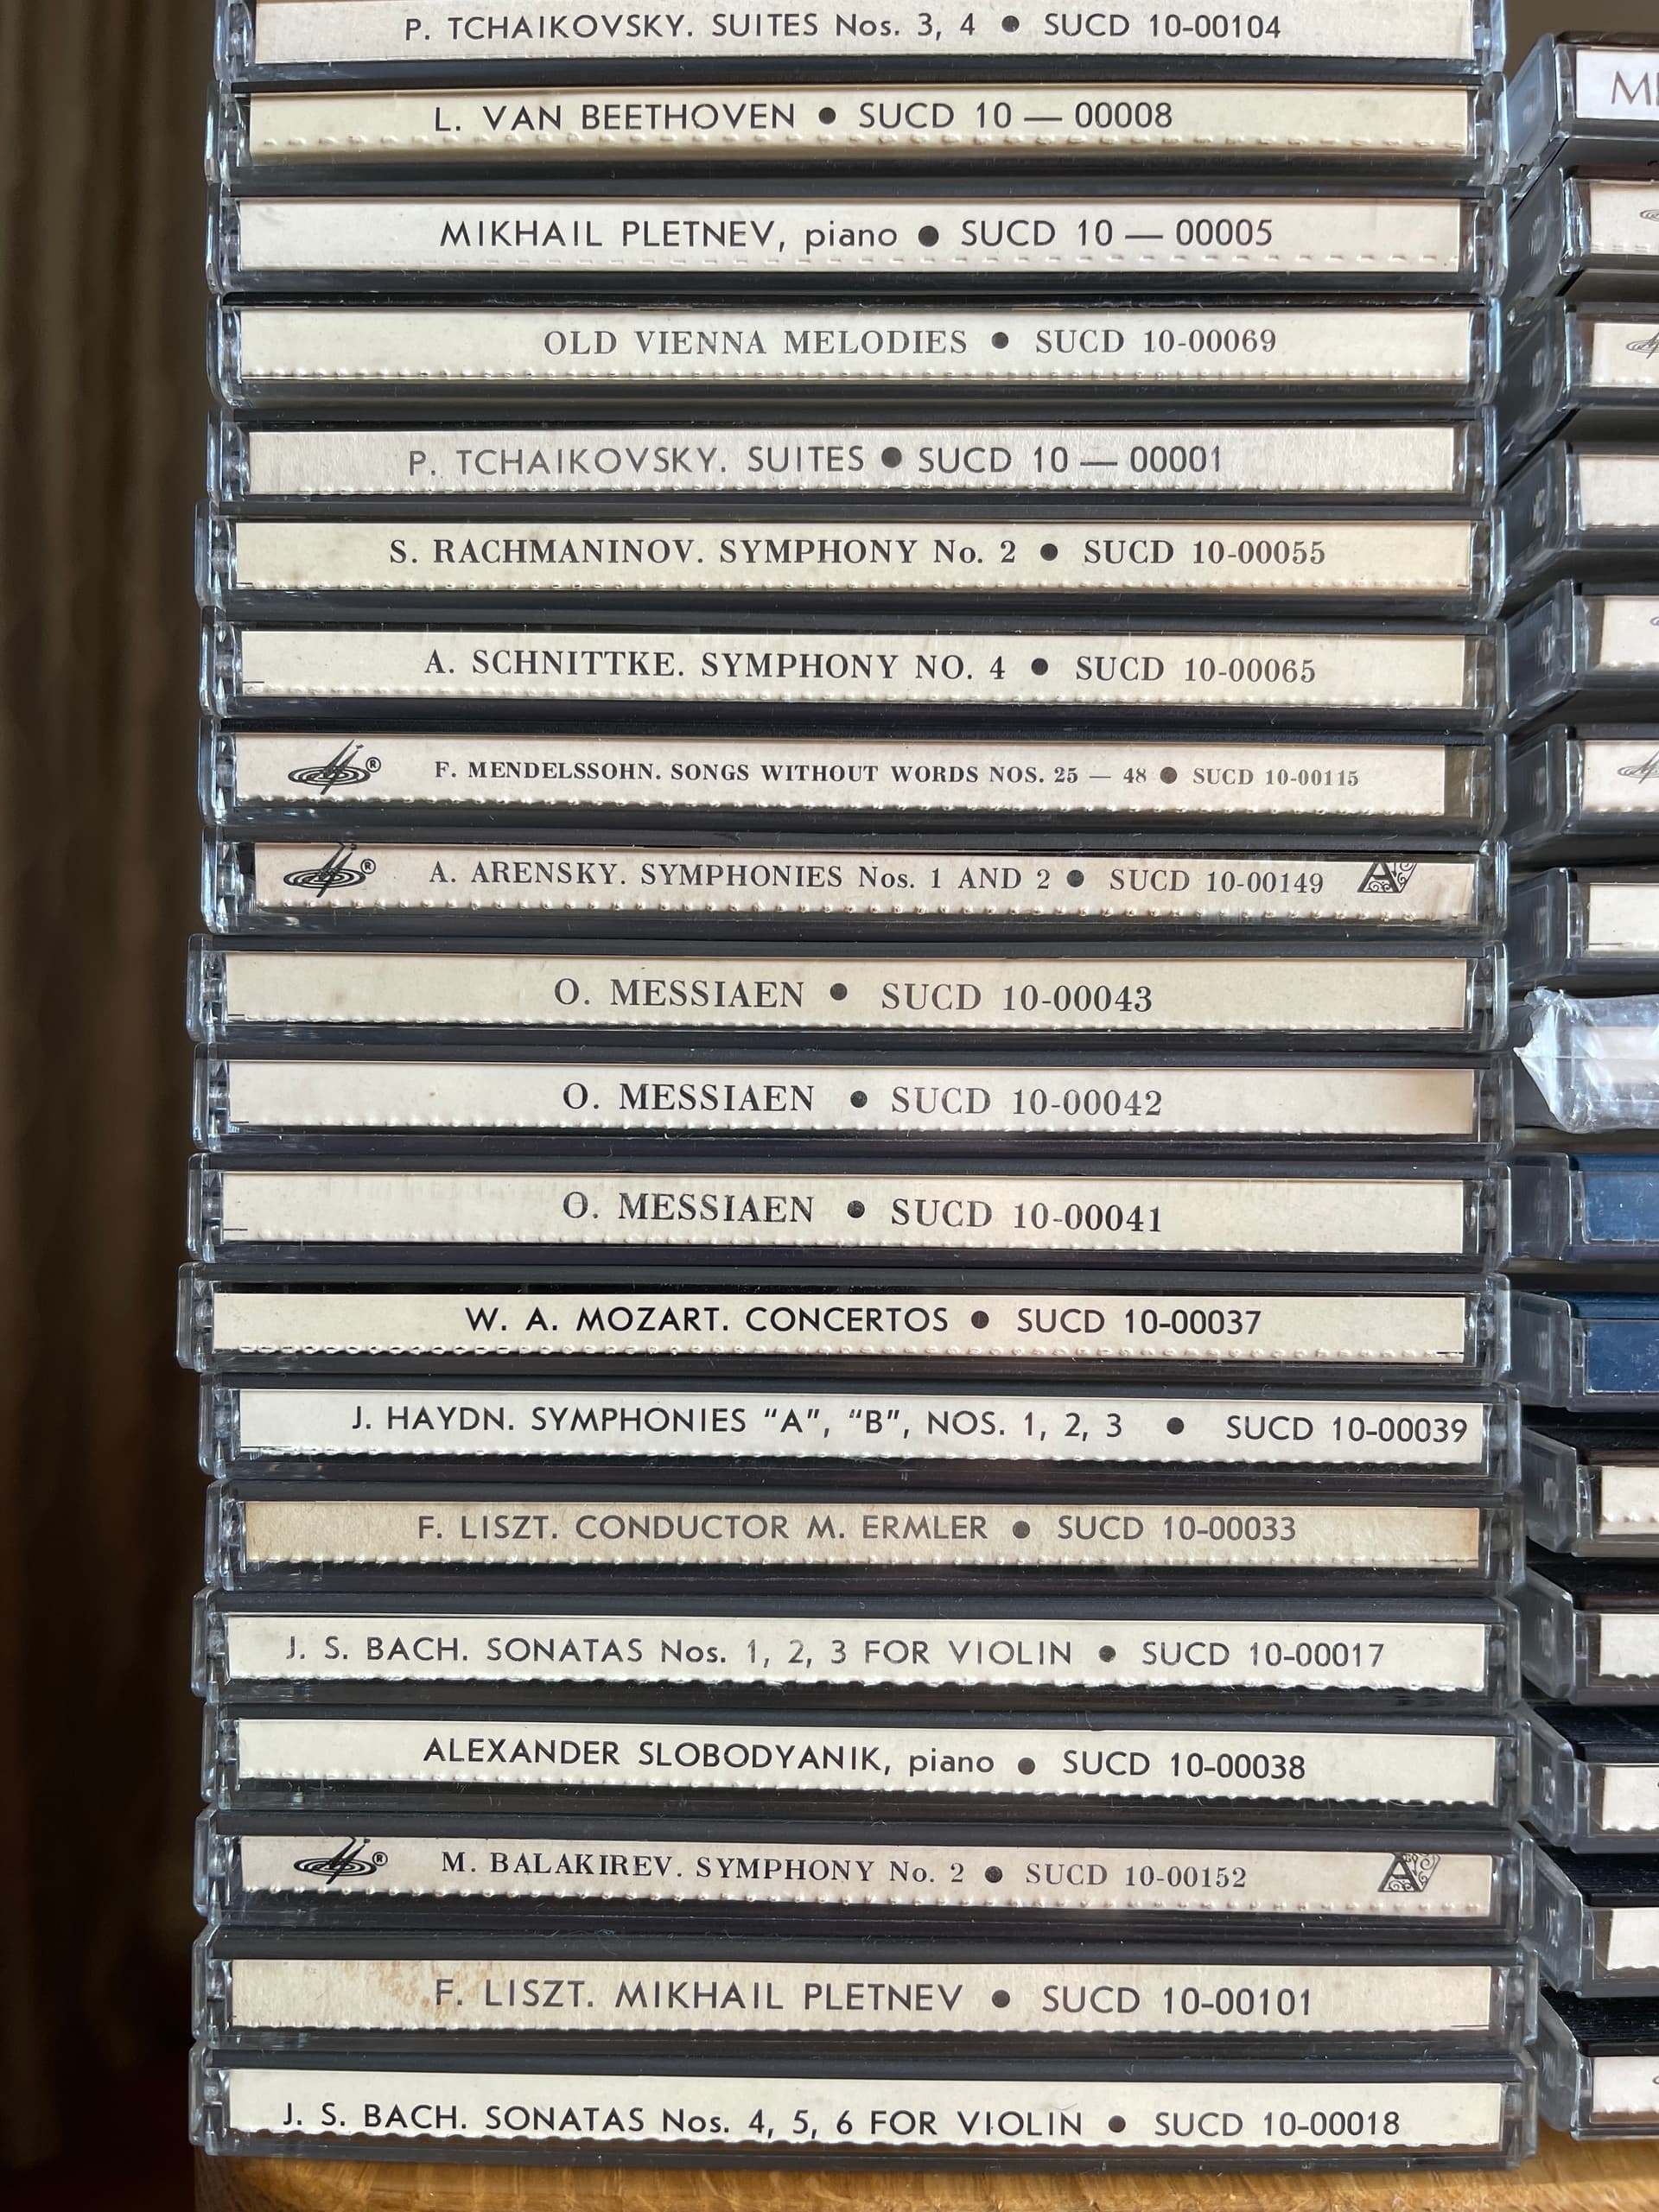 P. TCHAIKOVSKY. SUITES Nos. 3, 4 ● SUCD 10-00104
L. VAN BEETHOVEN ● SUCD 10 — 00008
MIKHAIL PLETNEV, piano ● SUCD 10 — 00005
OLD VIENNA MELODIES ● SUCD 10-00069
P. TCHAIKOVSKY. SUITES ● SUCD 10 — 00001
S. RACHMANINOV. SYMPHONY No. 2 ● SUCD 10-00055
A. SCHNITTKE. SYMPHONY NO. 4 ● SUCD 10-00065
® F. MENDELSSOHN. SONGS WITHOUT WORDS NOS. 25 — 48 ● SUCD 10-00115
® A. ARENSKY. SYMPHONIES Nos. 1 AND 2 ● SUCD 10-00149 A
O. MESSIAEN ● SUCD 10-00043
O. MESSIAEN ● SUCD 10-00042
O. MESSIAEN ● SUCD 10-00041
W. A. MOZART. CONCERTOS ● SUCD 10-00037
J. HAYDN. SYMPHONIES “A”, “B”, NOS. 1, 2, 3 ● SUCD 10-00039
F. LISZT. CONDUCTOR M. ERMLER ● SUCD 10-00033
J. S. BACH. SONATAS Nos. 1, 2, 3 FOR VIOLIN ● SUCD 10-00017
ALEXANDER SLOBODYANIK, piano ● SUCD 10-00038
® M. BALAKIREV. SYMPHONY No. 2 ● SUCD 10-00152 A
F. LISZT. MIKHAIL PLETNEV ● SUCD 10-00101
J. S. BACH. SONATAS Nos. 4, 5, 6 FOR VIOLIN ● SUCD 10-00018